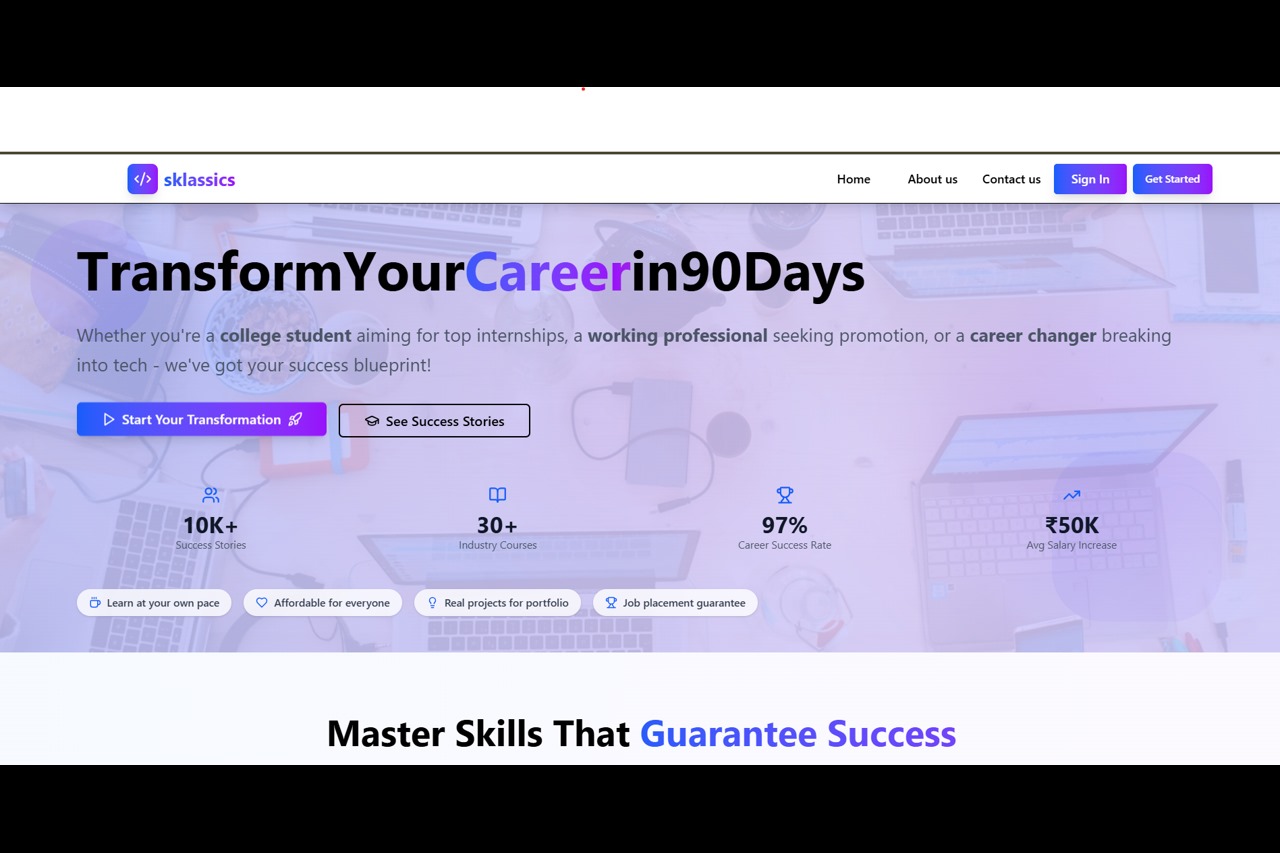 sklassics
Home About us Contact us Sign In Get Started
TransformYourCareerin90Days
Whether you're a college student aiming for top internships, a working professional seeking promotion, or a career changer breaking
into tech - we've got your success blueprint!
Start Your Transformation
See Success Stories
10K+
Success Stories
30+
Industry Courses
97%
Career Success Rate
₹50K
Avg Salary Increase
Learn at your own pace
Affordable for everyone
Real projects for portfolio
Job placement guarantee
Master Skills That Guarantee Success